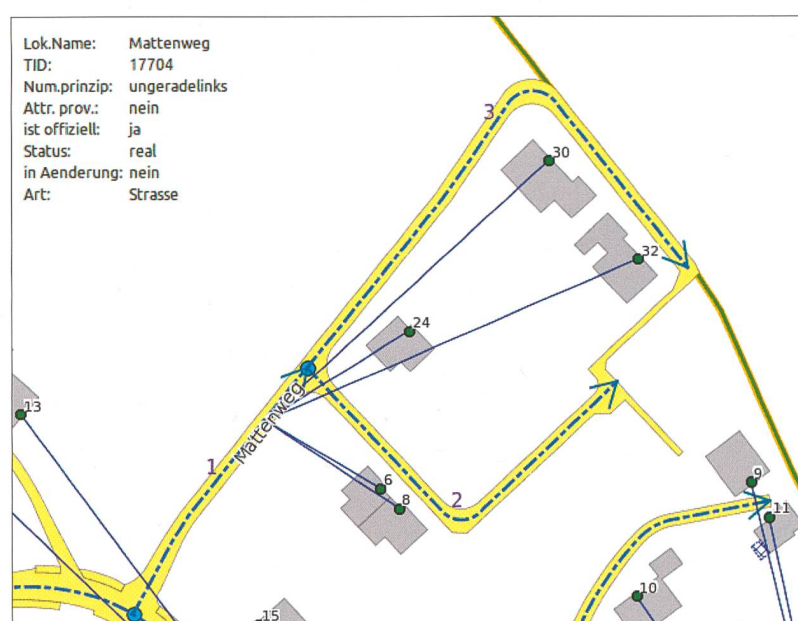 Lok.Name: Mattenweg
TID: 17704
Num.prinzip: ungeradelinks
Attr. prov.: nein
ist offiziell: ja
Status: real
in Aenderung: nein
Art: Strasse
3
30
32
24
Mattenweg
13
1
6
8
2
9
11
10
15